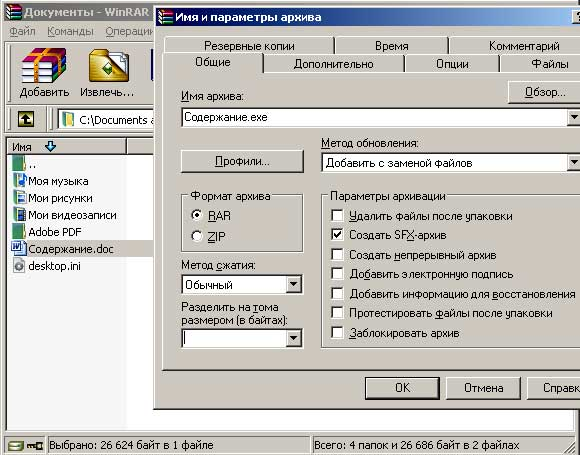 Документы - WinRAR
Файл Команды Операции
Добавить Извлечь...
C:\Documents a
Имя
..
Моя музыка
Мои рисунки
Мои видеозаписи
Adobe PDF
Содержание.doc
desktop.ini
Выбрано: 26 624 байт в 1 файле
Всего: 4 папок и 26 686 байт в 2 файлах
Имя и параметры архива
Резервные копии Время Комментарий
Общие Дополнительно Опции Файлы
Имя архива:
Обзор...
Содержание.exe
Профили...
Метод обновления:
Добавить с заменой файлов
Формат архива
RAR
ZIP
Метод сжатия:
Обычный
Разделить на тома
размером (в байтах):
Параметры архивации
Удалить файлы после упаковки
Создать SFX-архив
Создать непрерывный архив
Добавить электронную подпись
Добавить информацию для восстановления
Протестировать файлы после упаковки
Заблокировать архив
OK Отмена Справк